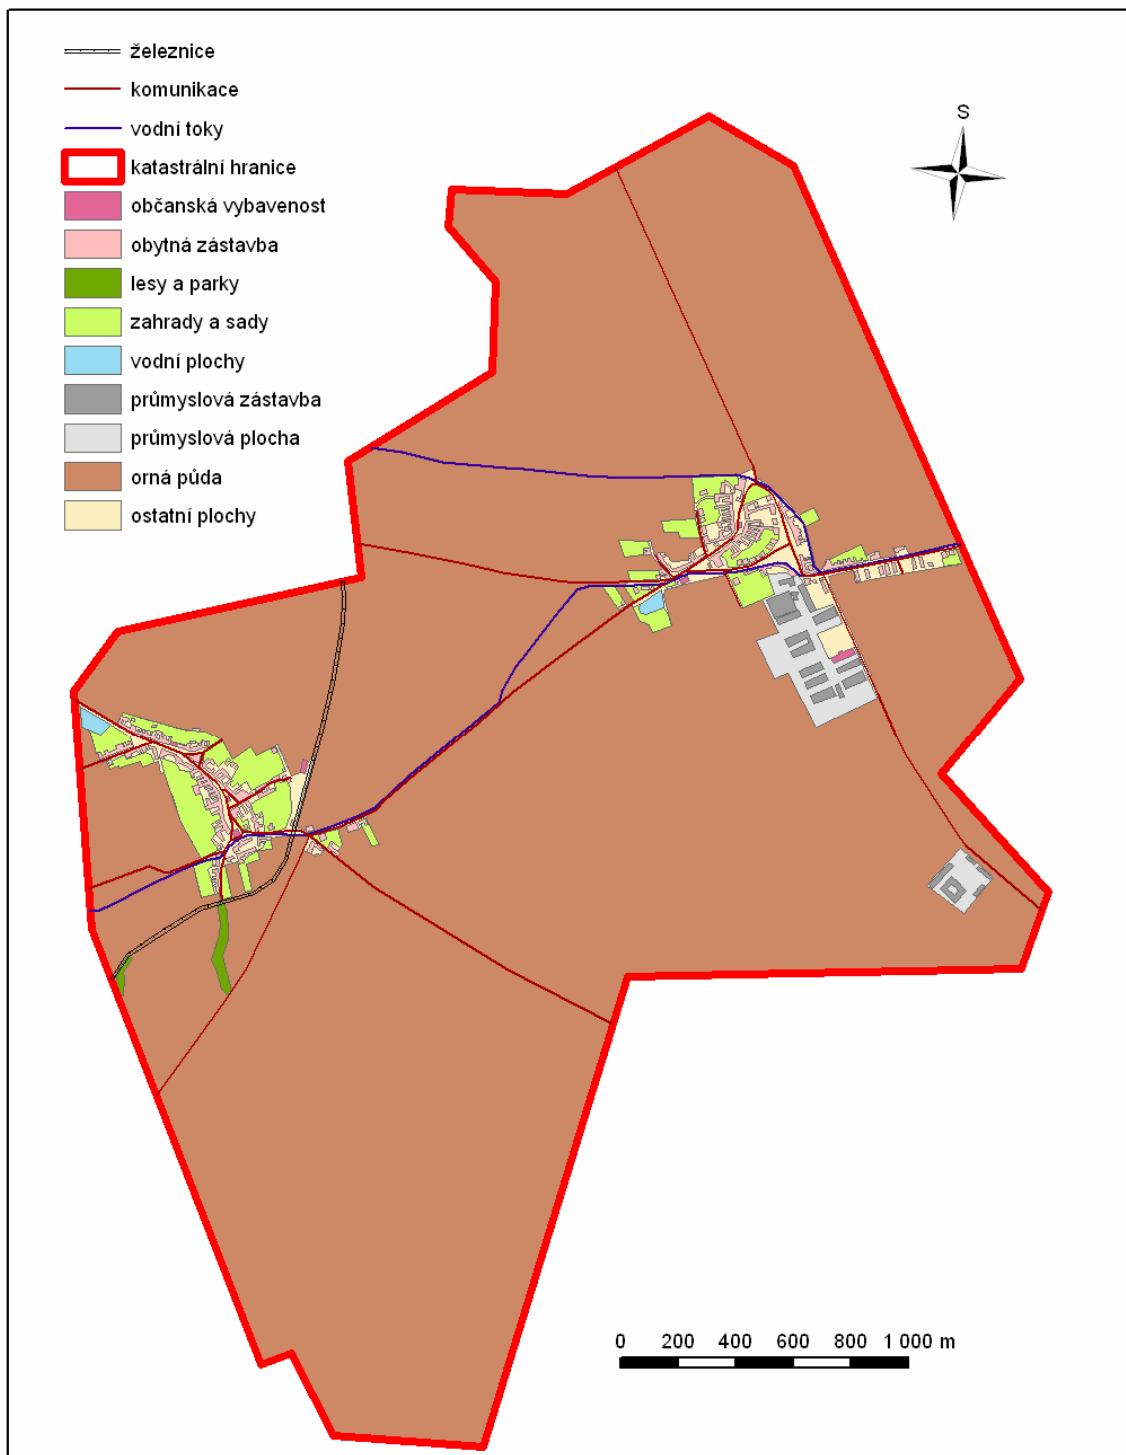 železnice
komunikace
vodní toky
katastrální hranice
občanská vybavenost
obytná zástavba
lesy a parky
zahrady a sady
vodní plochy
průmyslová zástavba
průmyslová plocha
orná půda
ostatní plochy
S
0 200 400 600 800 1 000 m